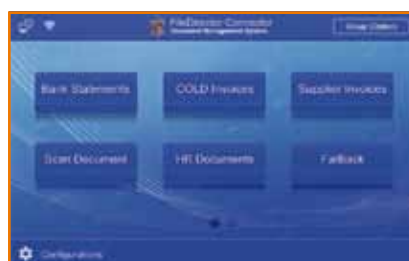 FileDirector Connector
Document Management System
Bank Statements
COLD Invoices
Supplier Invoices
Scan Document
HR Documents
Fallback
Configurations